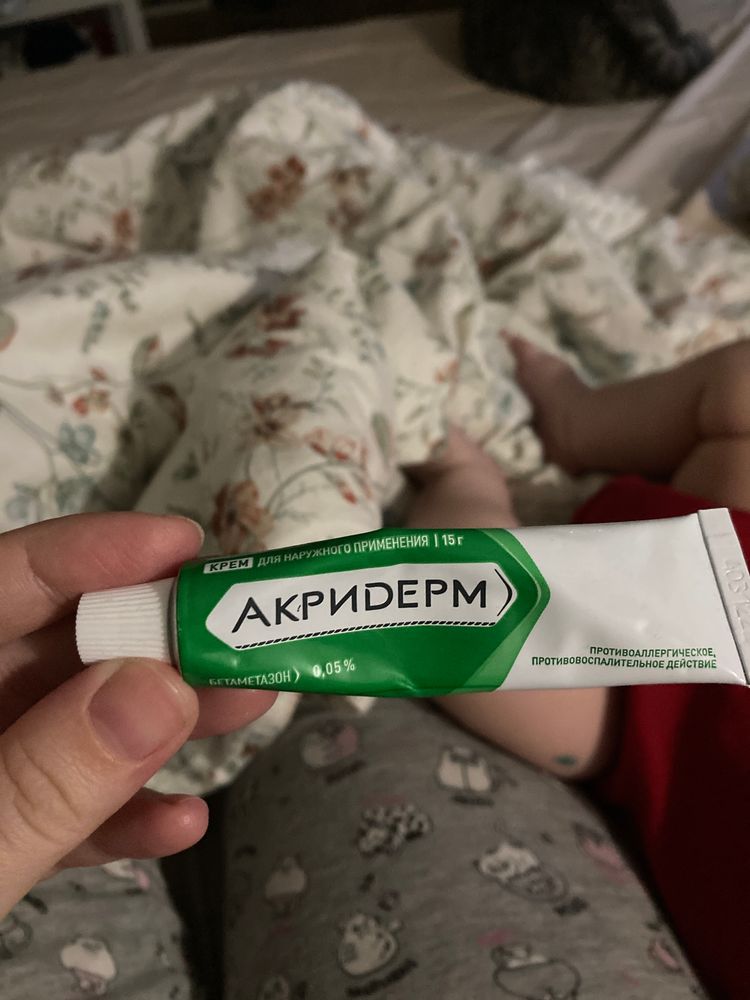 КРЕМ ДЛЯ НАРУЖНОГО ПРИМЕНЕНИЯ | 15 г
АКРИДЕРМ
БЕТАМЕТАЗОН 0,05 %
ПРОТИВОАЛЛЕРГИЧЕСКОЕ,
ПРОТИВОВОСПАЛИТЕЛЬНОЕ ДЕЙСТВИЕ